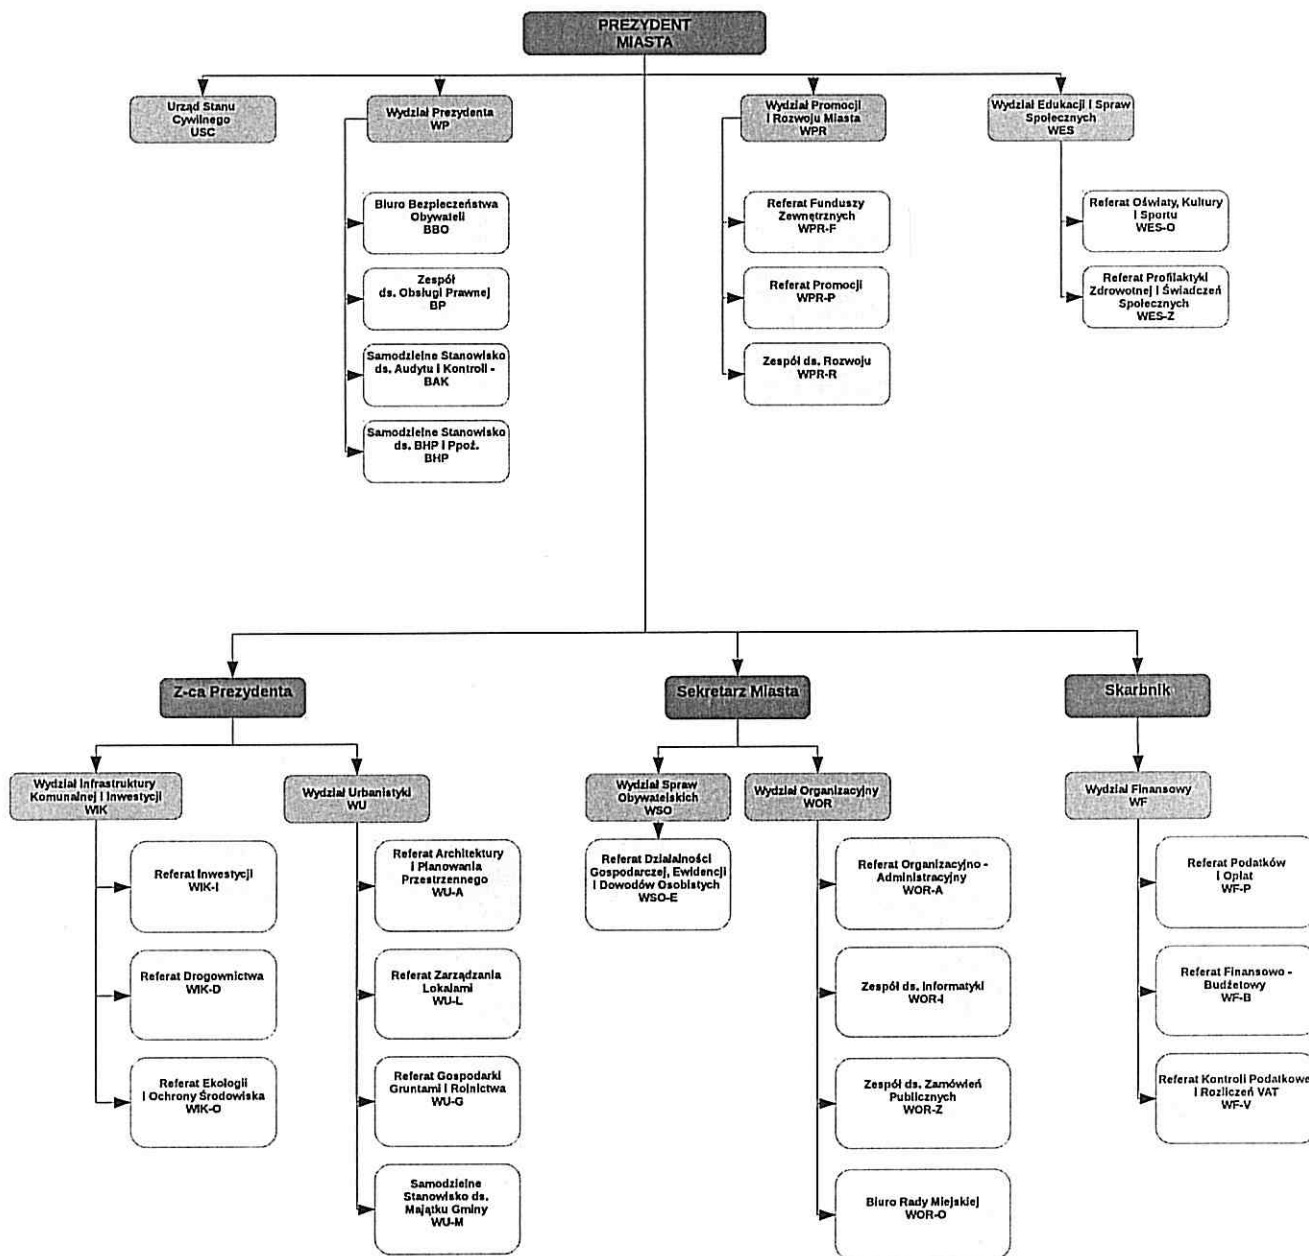 PREZYDENT
MIASTA
Urząd Stanu
Cywilnego
USC
Wydział Prezydenta
WP
Wydział Promocji
i Rozwoju Miasta
WPR
Wydział Edukacji i Spraw
Społecznych
WES
Biuro Bezpieczeństwa
Obywateli
BBO
Zespół
ds. Obsługi Prawnej
BP
Samodzielne Stanowisko
ds. Audytu i Kontroli -
BAK
Samodzielne Stanowisko
ds. BHP i Ppoż.
BHP
Referat Funduszy
Zewnętrznych
WPR-F
Referat Promocji
WPR-P
Zespół ds. Rozwoju
WPR-R
Referat Oświaty, Kultury
i Sportu
WES-O
Referat Profilaktyki
Zdrowotnej i Świadczeń
Społecznych
WES-Z
Z-ca Prezydenta
Sekretarz Miasta
Skarbnik
Wydział Infrastruktury
Komunalnej i Inwestycji
WIK
Wydział Urbanistyki
WU
Wydział Spraw
Obywatelskich
WSO
Wydział Organizacyjny
WOR
Wydział Finansowy
WF
Referat Inwestycji
WIK-I
Referat Drogownictwa
WIK-D
Referat Ekologii
i Ochrony Środowiska
WIK-O
Referat Architektury
i Planowania
Przestrzennego
WU-A
Referat Zarządzania
Lokalami
WU-L
Referat Gospodarki
Gruntami i Rolnictwa
WU-G
Samodzielne
Stanowisko ds.
Majątku Gminy
WU-M
Referat Działalności
Gospodarczej, Ewidencji
i Dowodów Osobistych
WSO-E
Referat Organizacyjno -
Administracyjny
WOR-A
Zespół ds. Informatyki
WOR-I
Zespół ds. Zamówień
Publicznych
WOR-Z
Biuro Rady Miejskiej
WOR-O
Referat Podatków
i Opłat
WF-P
Referat Finansowo -
Budżetowy
WF-B
Referat Kontroli Podatkowej
i Rozliczeń VAT
WF-V